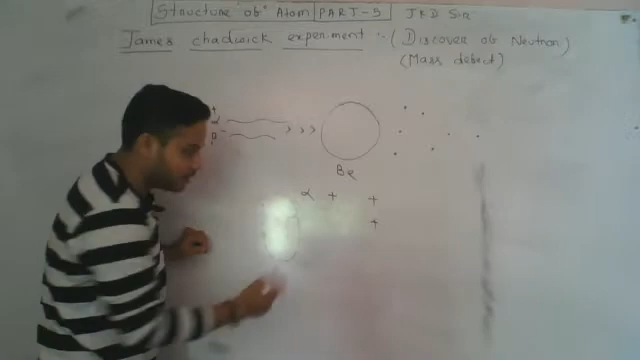 Structure of Atom PART-5 JKD Sir
James chadwick experiment :- (Discover of Neutron)
(Mass defect)
+
α
p
Be
α + +
+